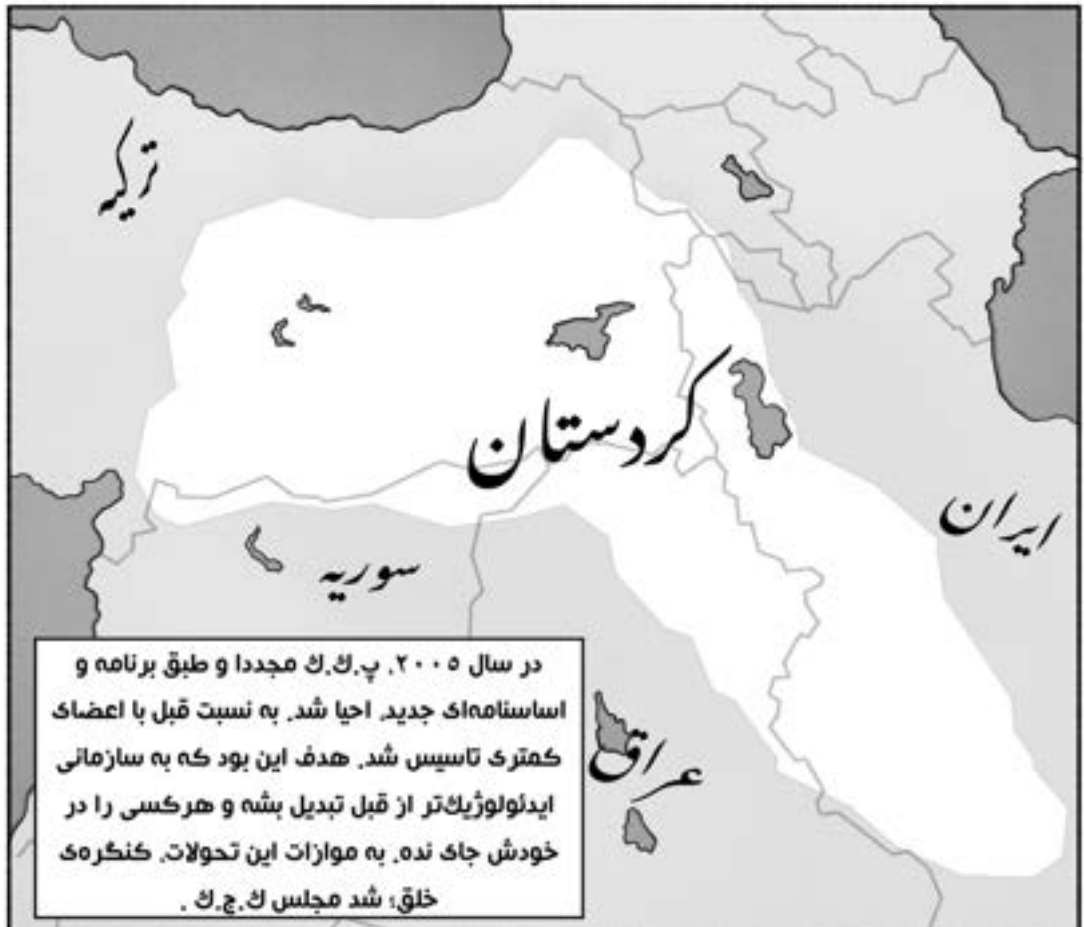 ترکیه
کردستان
ایران
سوریه
عراق
در سال ۲۰۰۵، پ.ک.ک مجددا و طبق برنامه و
اساسنامه‌ای جدید، احیا شد. به نسبت قبل با اعضای
کمتری تاسیس شد. هدف این بود که به سازمانی
ایدئولوژیک‌تر از قبل تبدیل بشه و هرکسی را در
خودش جای نده. به موازات این تحولات، کنگره‌ی
خلق؛ شد مجلس ک.ج.ک .